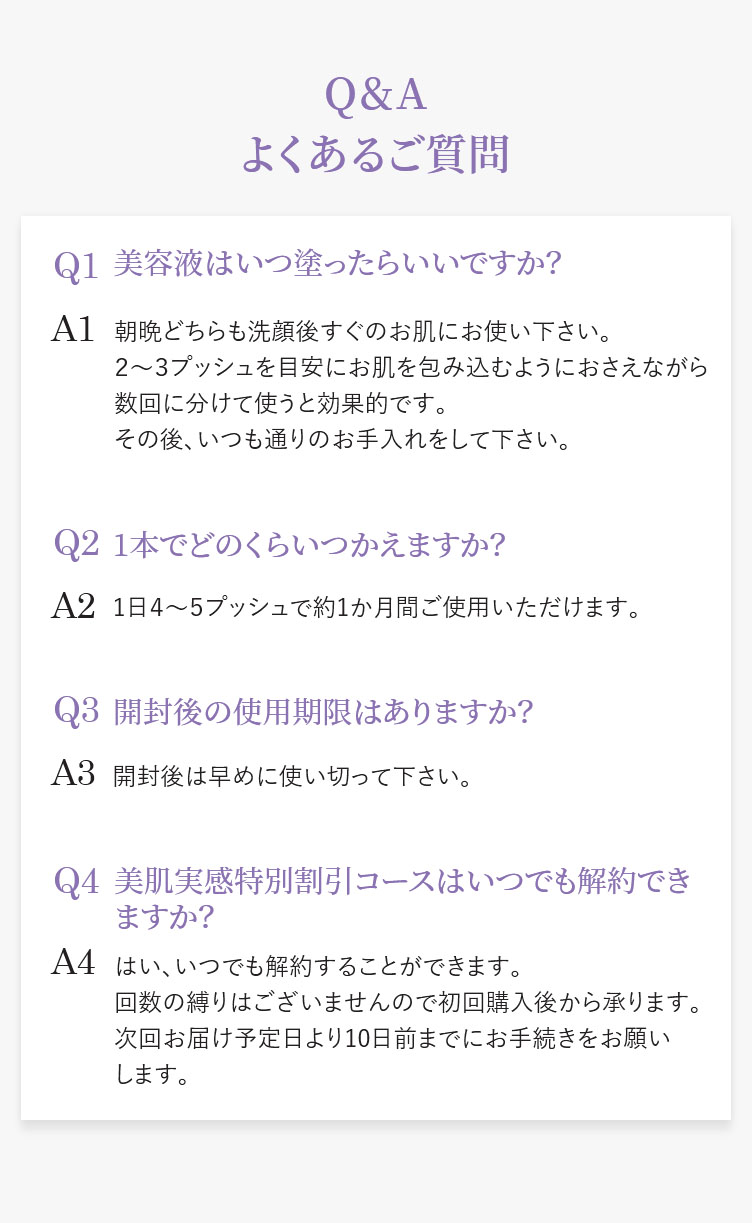 Q&A
よくあるご質問
Q1 美容液はいつ塗ったらいいですか?
A1 朝晩どちらも洗顔後すぐのお肌にお使い下さい。
2〜3プッシュを目安にお肌を包み込むようにおさえながら
数回に分けて使うと効果的です。
その後、いつも通りのお手入れをして下さい。
Q2 1本でどのくらいつかえますか?
A2 1日4〜5プッシュで約1か月間ご使用いただけます。
Q3 開封後の使用期限はありますか?
A3 開封後は早めに使い切って下さい。
Q4 美肌実感特別割引コースはいつでも解約でき
ますか?
A4 はい、いつでも解約することができます。
回数の縛りはございませんので初回購入後から承ります。
次回お届け予定日より10日前までにお手続きをお願い
します。